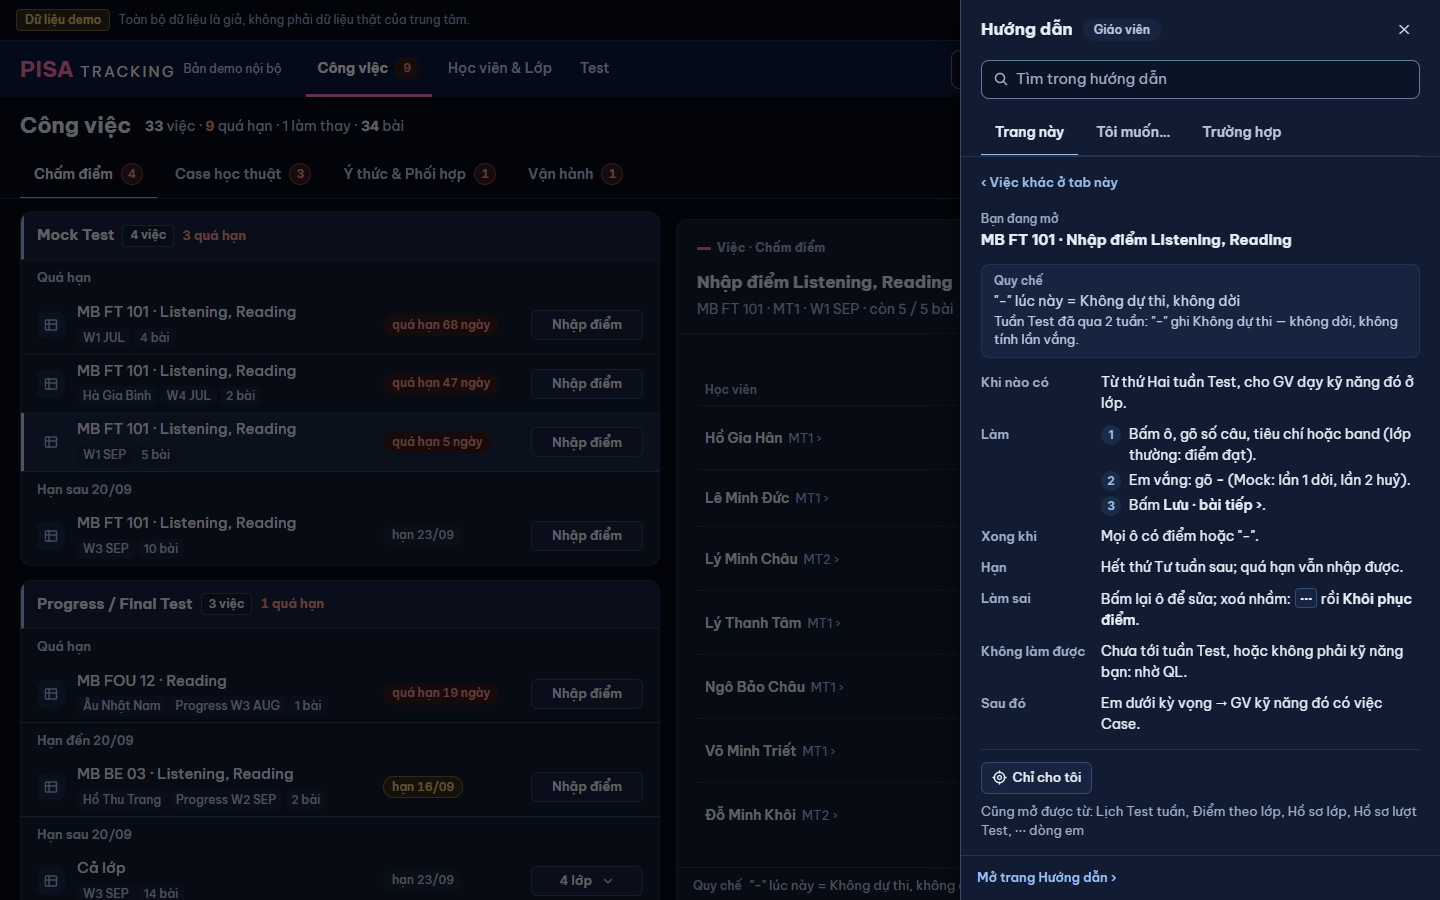 Dữ liệu demo Toàn bộ dữ liệu là giả, không phải dữ liệu thật của trung tâm.
PISA TRACKING Bản demo nội bộ Công việc 9 Học viên & Lớp Test
Công việc 33 việc · 9 quá hạn · 1 làm thay · 34 bài
Chấm điểm 4 Case học thuật 3 Ý thức & Phối hợp 1 Vận hành 1
Mock Test 4 việc 3 quá hạn
Quá hạn
MB FT 101 · Listening, Reading
W1 JUL 4 bài
quá hạn 68 ngày
Nhập điểm
MB FT 101 · Listening, Reading
Hà Gia Bình W4 JUL 2 bài
quá hạn 47 ngày
Nhập điểm
MB FT 101 · Listening, Reading
W1 SEP 5 bài
quá hạn 5 ngày
Nhập điểm
Hạn sau 20/09
MB FT 101 · Listening, Reading
W3 SEP 10 bài
hạn 23/09
Nhập điểm
Progress / Final Test 3 việc 1 quá hạn
Quá hạn
MB FOU 12 · Reading
Âu Nhật Nam Progress W3 AUG 1 bài
quá hạn 19 ngày
Nhập điểm
Hạn đến 20/09
MB BE 03 · Listening, Reading
Hồ Thu Trang Progress W2 SEP 2 bài
hạn 16/09
Nhập điểm
Hạn sau 20/09
Cả lớp
W3 SEP 14 bài
hạn 23/09
4 lớp
Việc · Chấm điểm
Nhập điểm Listening, Reading
MB FT 101 · MT1 · W1 SEP · còn 5 / 5 bài
Học viên
Hồ Gia Hân MT1 ›
Lê Minh Đức MT1 ›
Lý Minh Châu MT2 ›
Lý Thanh Tâm MT1 ›
Ngô Bảo Châu MT1 ›
Võ Minh Triết MT1 ›
Đỗ Minh Khôi MT2 ›
Quy chế "-" lúc này = Không dự thi, không
Hướng dẫn Giáo viên
Tìm trong hướng dẫn
Trang này Tôi muốn... Trường hợp
‹ Việc khác ở tab này
Bạn đang mở
MB FT 101 · Nhập điểm Listening, Reading
Quy chế
"-" lúc này = Không dự thi, không dời
Tuần Test đã qua 2 tuần: "-" ghi Không dự thi — không dời, không
tính lần vắng.
Khi nào có
Từ thứ Hai tuần Test, cho GV dạy kỹ năng đó ở
lớp.
Làm
1 Bấm ô, gõ số câu, tiêu chí hoặc band (lớp
thường: điểm đạt).
2 Em vắng: gõ - (Mock: lần 1 dời, lần 2 huỷ).
3 Bấm Lưu · bài tiếp ›.
Xong khi
Mọi ô có điểm hoặc "-".
Hạn
Hết thứ Tư tuần sau; quá hạn vẫn nhập được.
Làm sai
Bấm lại ô để sửa; xoá nhầm: ··· rồi Khôi phục
điểm.
Không làm được
Chưa tới tuần Test, hoặc không phải kỹ năng
bạn: nhờ QL.
Sau đó
Em dưới kỳ vọng → GV kỹ năng đó có việc
Case.
Chỉ cho tôi
Cũng mở được từ: Lịch Test tuần, Điểm theo lớp, Hồ sơ lớp, Hồ sơ lượt
Test, ··· dòng em
Mở trang Hướng dẫn ›